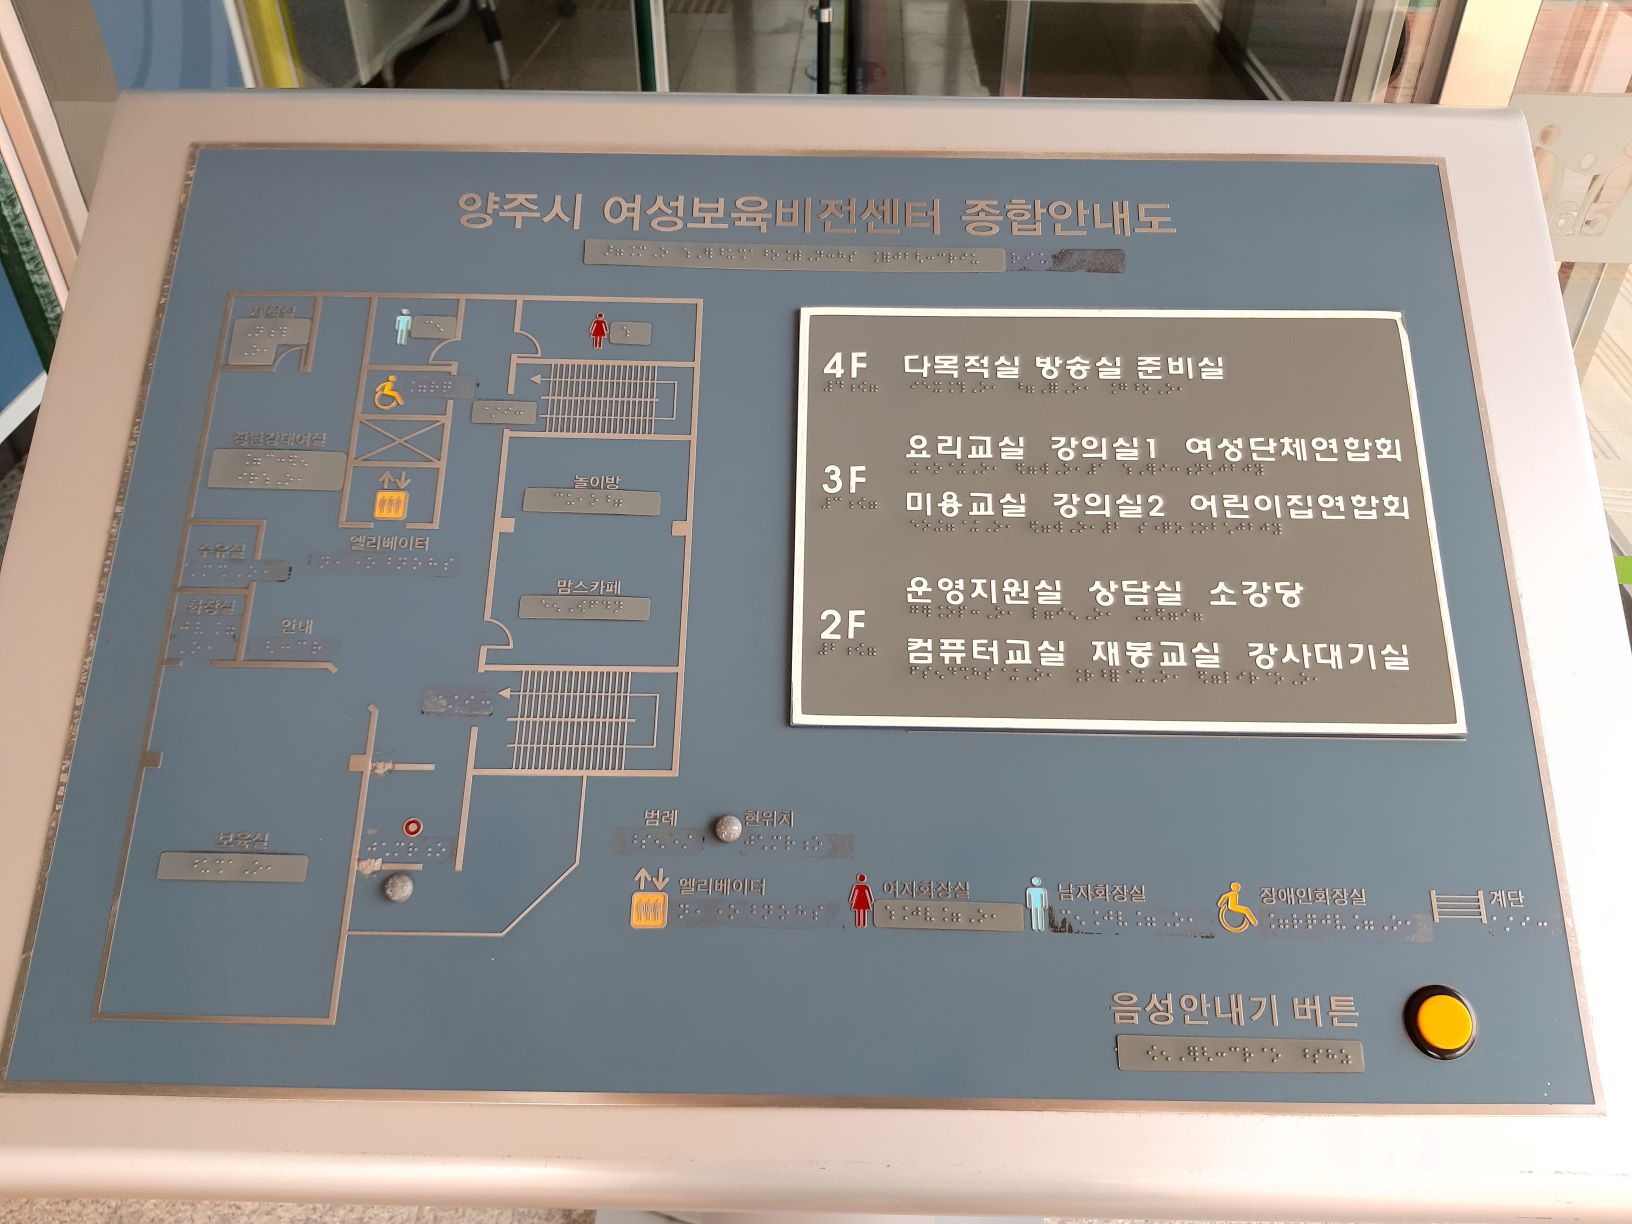 양주시 여성보육비전센터 종합안내도
4F 다목적실 방송실 준비실
3F
요리교실 강의실1 여성단체연합회
미용교실 강의실2 어린이집연합회
2F
운영지원실 상담실 소강당
컴퓨터교실 재봉교실 강사대기실
장난감대여실
놀이방
엘리베이터
수유실
맘스카페
화장실
안내
보육실
범례
현위치
엘리베이터
여자화장실
남자화장실
장애인화장실
계단
음성안내기 버튼